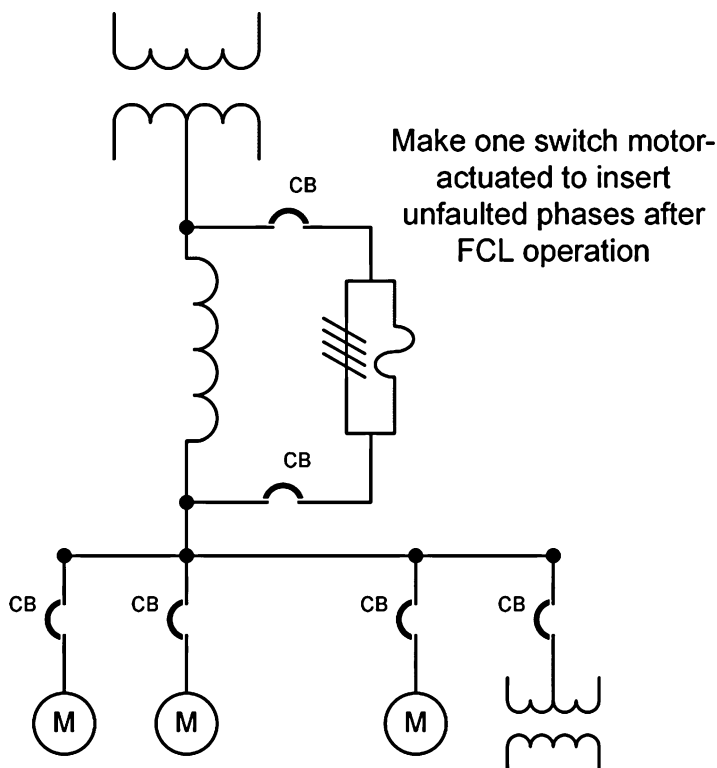 Make one switch motor-
actuated to insert
unfaulted phases after
FCL operation
CB
CB
CB
CB
CB
CB
M
M
M